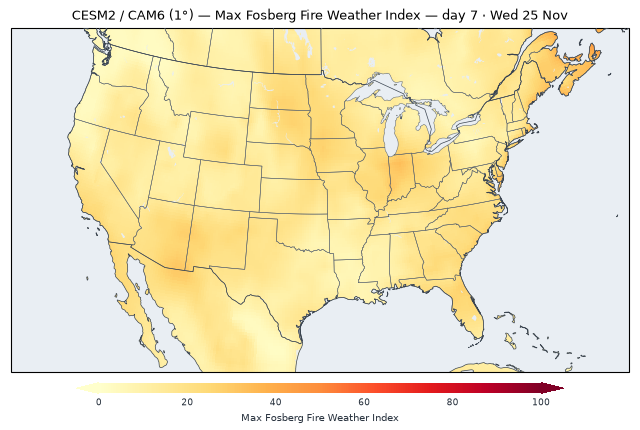 CESM2 / CAM6 (1°) — Max Fosberg Fire Weather Index — day 7 · Wed 25 Nov
0 20 40 60 80 100
Max Fosberg Fire Weather Index